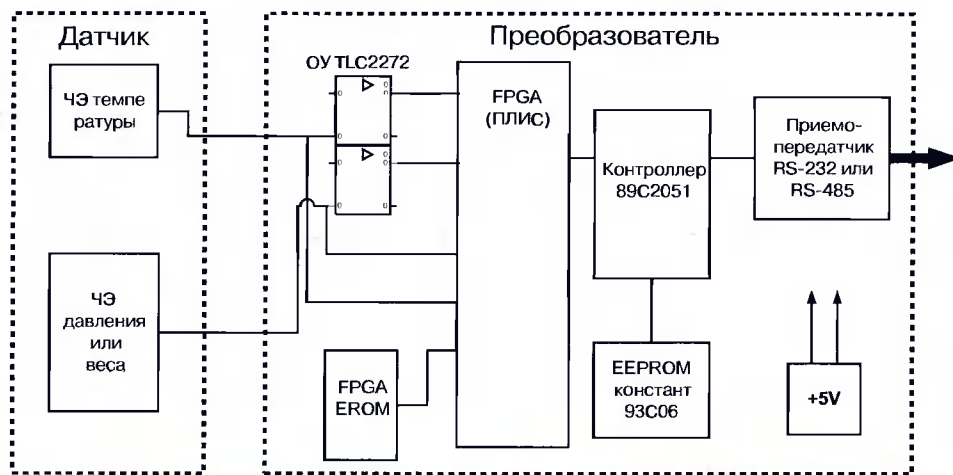 Датчик
Преобразователь
ЧЭ темпе
ратуры
ОУ TLC2272
FPGA
(ПЛИС)
Контроллер
89C2051
Приемо-
передатчик
RS-232 или
RS-485
ЧЭ
давления
или
веса
FPGA
EROM
EEPROM
констант
93C06
+5V